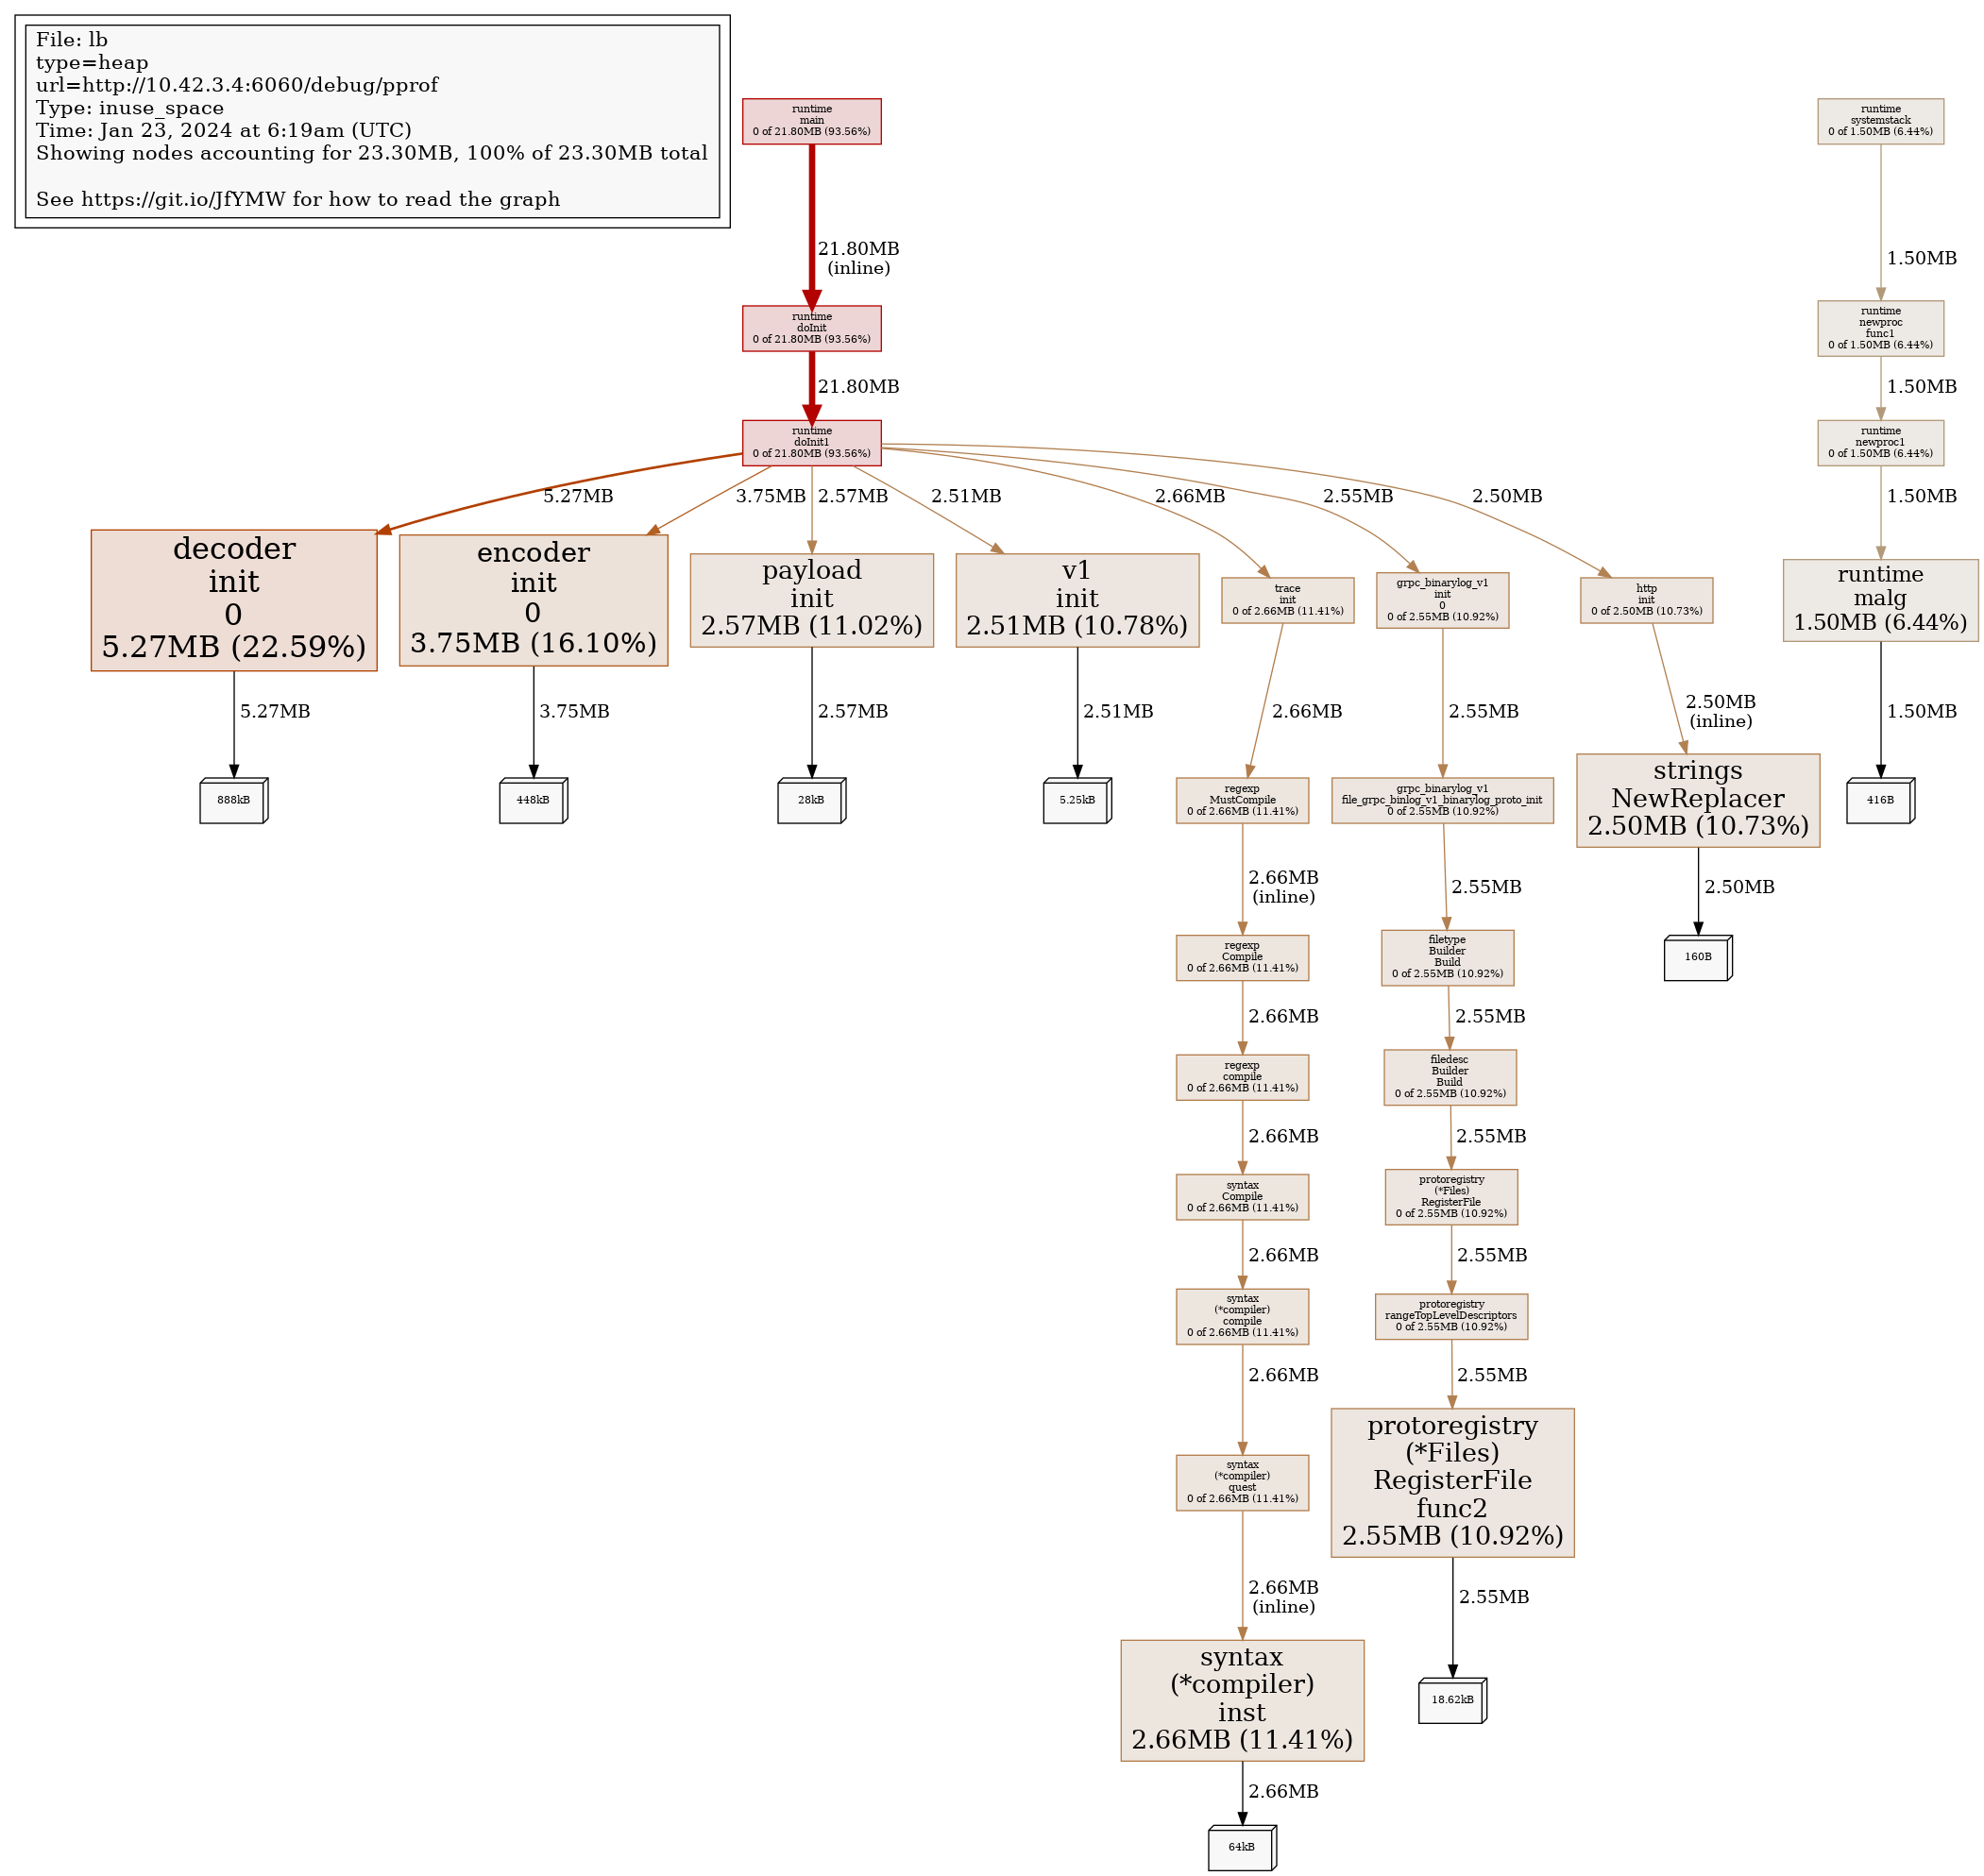 File: lb
type=heap
url=http://10.42.3.4:6060/debug/pprof
Type: inuse_space
Time: Jan 23, 2024 at 6:19am (UTC)
Showing nodes accounting for 23.30MB, 100% of 23.30MB total
See https://git.io/JfYMW for how to read the graph
runtime
main
0 of 21.80MB (93.56%)
runtime
systemstack
0 of 1.50MB (6.44%)
21.80MB
(inline)
1.50MB
runtime
doInit
0 of 21.80MB (93.56%)
runtime
newproc
func1
0 of 1.50MB (6.44%)
21.80MB
1.50MB
runtime
doInit1
0 of 21.80MB (93.56%)
runtime
newproc1
0 of 1.50MB (6.44%)
5.27MB
3.75MB
2.57MB
2.51MB
2.66MB
2.55MB
2.50MB
1.50MB
decoder
init
0
5.27MB (22.59%)
encoder
init
0
3.75MB (16.10%)
payload
init
2.57MB (11.02%)
v1
init
2.51MB (10.78%)
trace
init
0 of 2.66MB (11.41%)
grpc_binarylog_v1
init
0
0 of 2.55MB (10.92%)
http
init
0 of 2.50MB (10.73%)
runtime
malg
1.50MB (6.44%)
5.27MB
3.75MB
2.57MB
2.51MB
2.66MB
2.55MB
2.50MB
(inline)
1.50MB
888kB
448kB
28kB
5.25kB
regexp
MustCompile
0 of 2.66MB (11.41%)
grpc_binarylog_v1
file_grpc_binlog_v1_binarylog_proto_init
0 of 2.55MB (10.92%)
strings
NewReplacer
2.50MB (10.73%)
416B
2.66MB
(inline)
2.55MB
2.50MB
regexp
Compile
0 of 2.66MB (11.41%)
filetype
Builder
Build
0 of 2.55MB (10.92%)
160B
2.66MB
2.55MB
regexp
compile
0 of 2.66MB (11.41%)
filedesc
Builder
Build
0 of 2.55MB (10.92%)
2.66MB
2.55MB
syntax
Compile
0 of 2.66MB (11.41%)
protoregistry
(*Files)
RegisterFile
0 of 2.55MB (10.92%)
2.66MB
2.55MB
syntax
(*compiler)
compile
0 of 2.66MB (11.41%)
protoregistry
rangeTopLevelDescriptors
0 of 2.55MB (10.92%)
2.66MB
2.55MB
syntax
(*compiler)
quest
0 of 2.66MB (11.41%)
protoregistry
(*Files)
RegisterFile
func2
2.55MB (10.92%)
2.66MB
(inline)
2.55MB
syntax
(*compiler)
inst
2.66MB (11.41%)
18.62kB
2.66MB
64kB